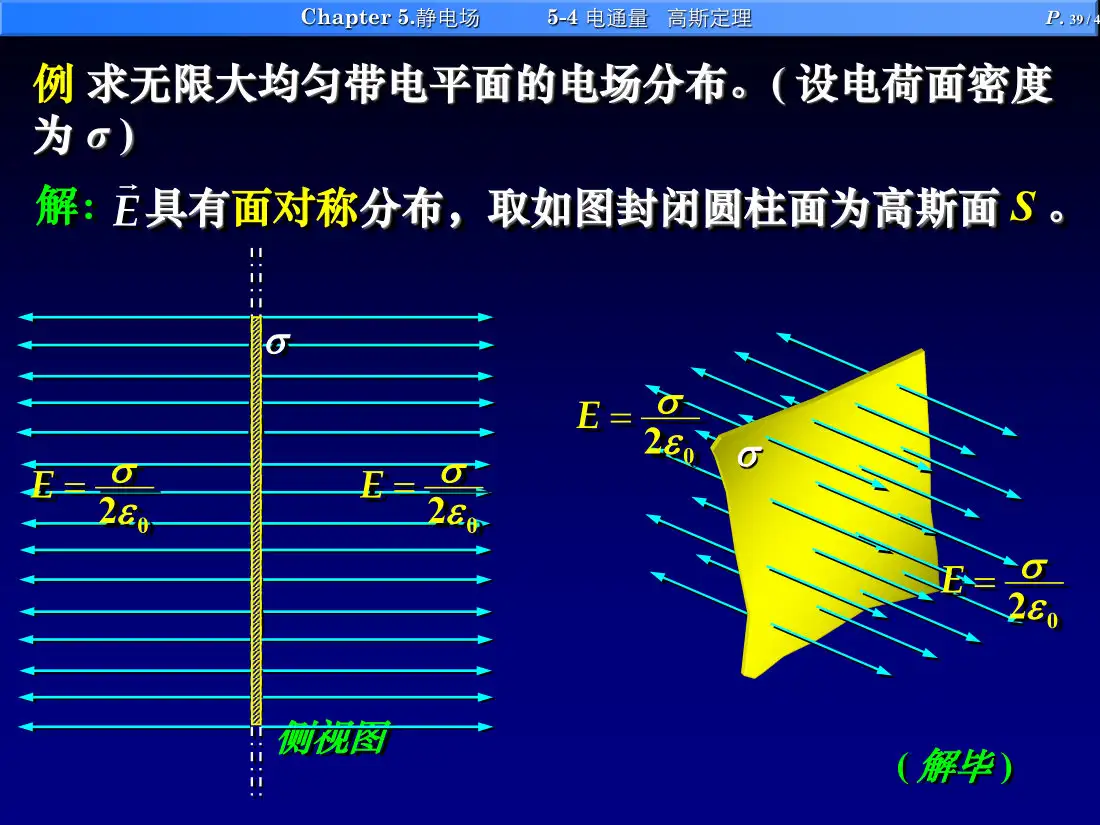 Chapter 5.静电场 5-4 电通量 高斯定理 P. 39 / 4
例 求无限大均匀带电平面的电场分布。( 设电荷面密度
为 σ )
解： E⃗ 具有面对称分布，取如图封闭圆柱面为高斯面 S 。
σ
E = σ / 2ε₀
E = σ / 2ε₀
侧视图
E = σ / 2ε₀
σ
E = σ / 2ε₀
( 解毕 )